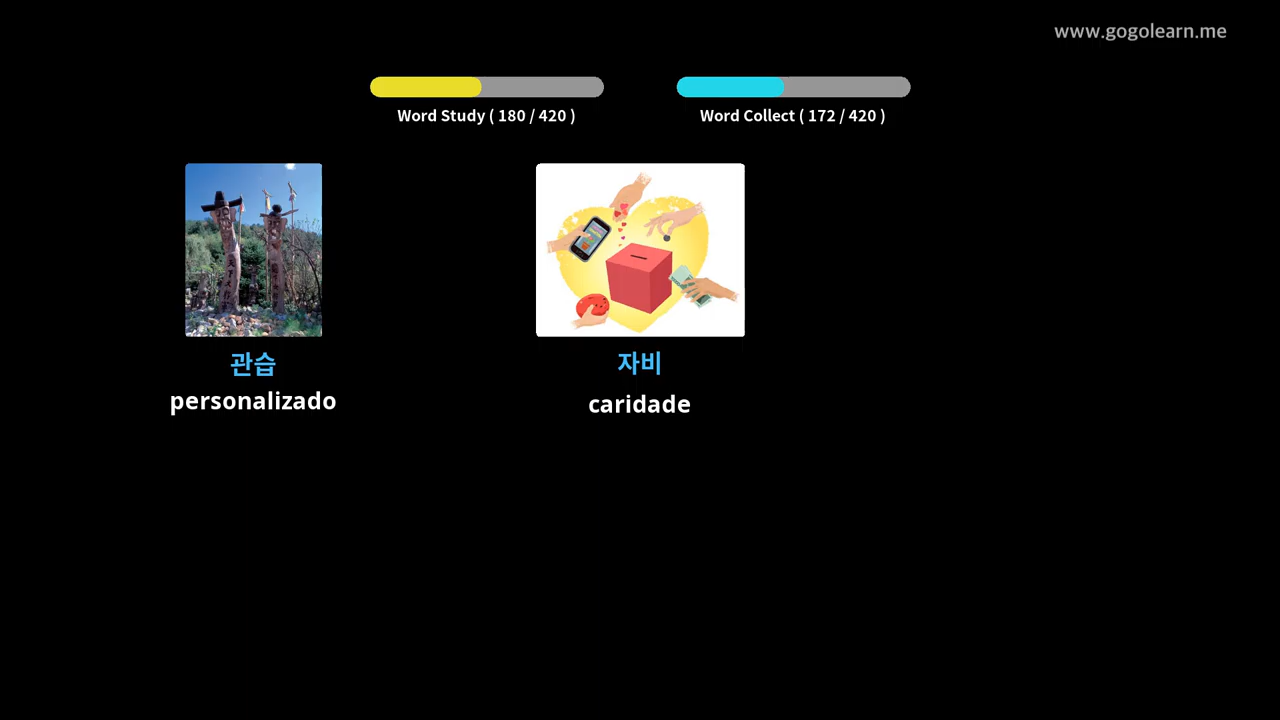 www.gogolearn.me
Word Study ( 180 / 420 )
Word Collect ( 172 / 420 )
관습
personalizado
자비
caridade